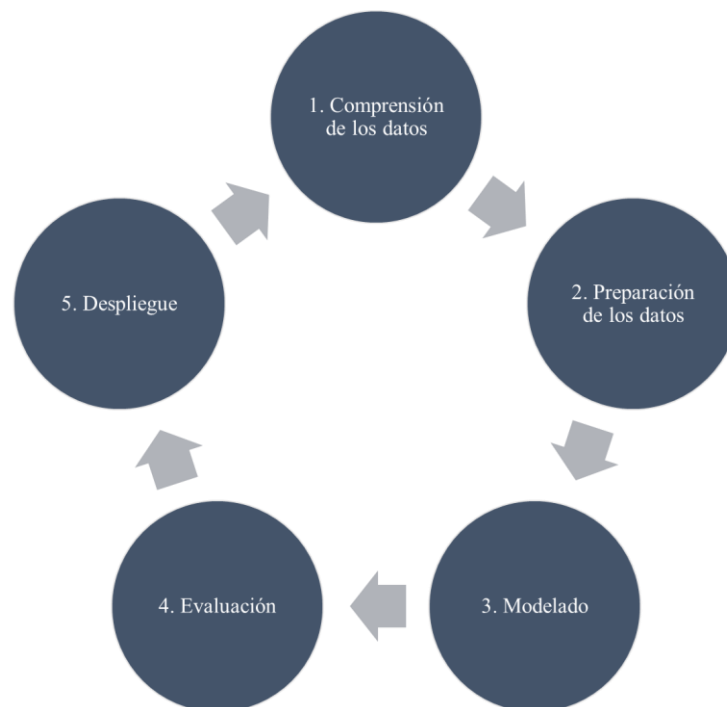 1. Comprensión
de los datos
2. Preparación
de los datos
3. Modelado
4. Evaluación
5. Despliegue